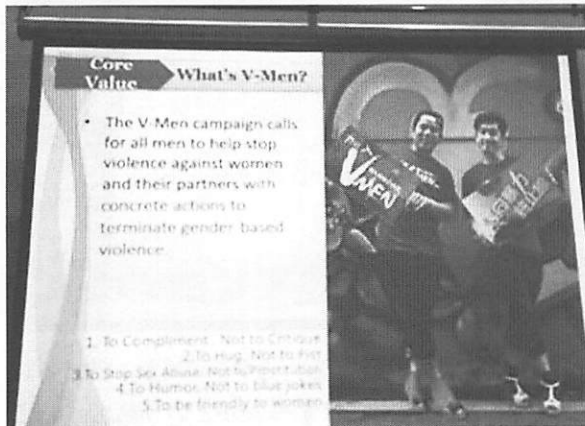 Core
Value
What's V-Men?
• The V-Men campaign calls
for all men to help stop
violence against women
and their partners with
concrete actions to
terminate gender based
violence
1. To Compliment, Not to Critique
2.To Hug, Not to Fist
3.To Stop Sex Abuse, Not to Prostitution
4.To Humor, Not to blue jokes
5.To be friendly to women
V MEN